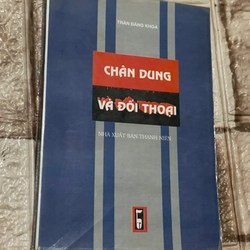 TRẦN ĐĂNG KHOA
CHÂN DUNG
VÀ ĐỐI THOẠI
NHÀ XUẤT BẢN THANH NIÊN